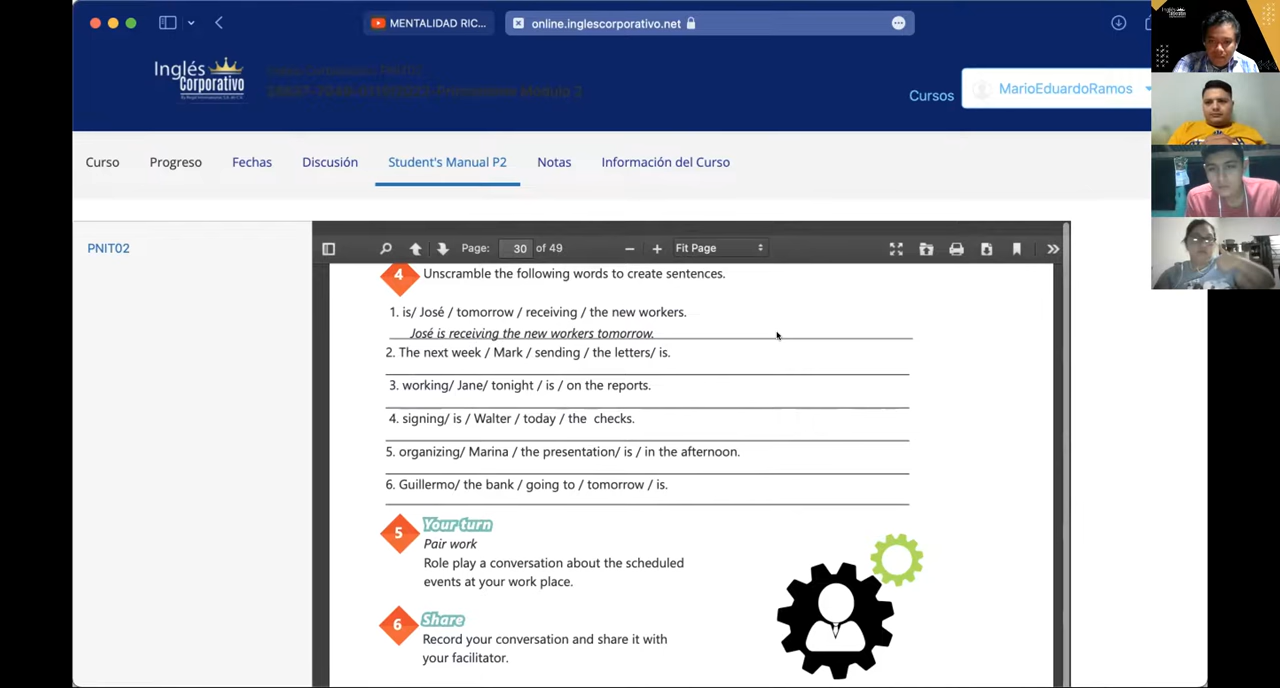 MENTALIDAD RIC...
online.inglescorporativo.net
Inglés
Corporativo
Cursos
MarioEduardoRamos
Curso
Progreso
Fechas
Discusión
Student's Manual P2
Notas
Información del Curso
PNIT02
Page: 30 of 49
Fit Page
4 Unscramble the following words to create sentences.
1. is/ José / tomorrow / receiving / the new workers.
José is receiving the new workers tomorrow.
2. The next week / Mark / sending / the letters/ is.
3. working/ Jane/ tonight / is / on the reports.
4. signing/ is / Walter / today / the checks.
5. organizing/ Marina / the presentation/ is / in the afternoon.
6. Guillermo/ the bank / going to / tomorrow / is.
5 Your turn
Pair work
Role play a conversation about the scheduled
events at your work place.
6 Share
Record your conversation and share it with
your facilitator.